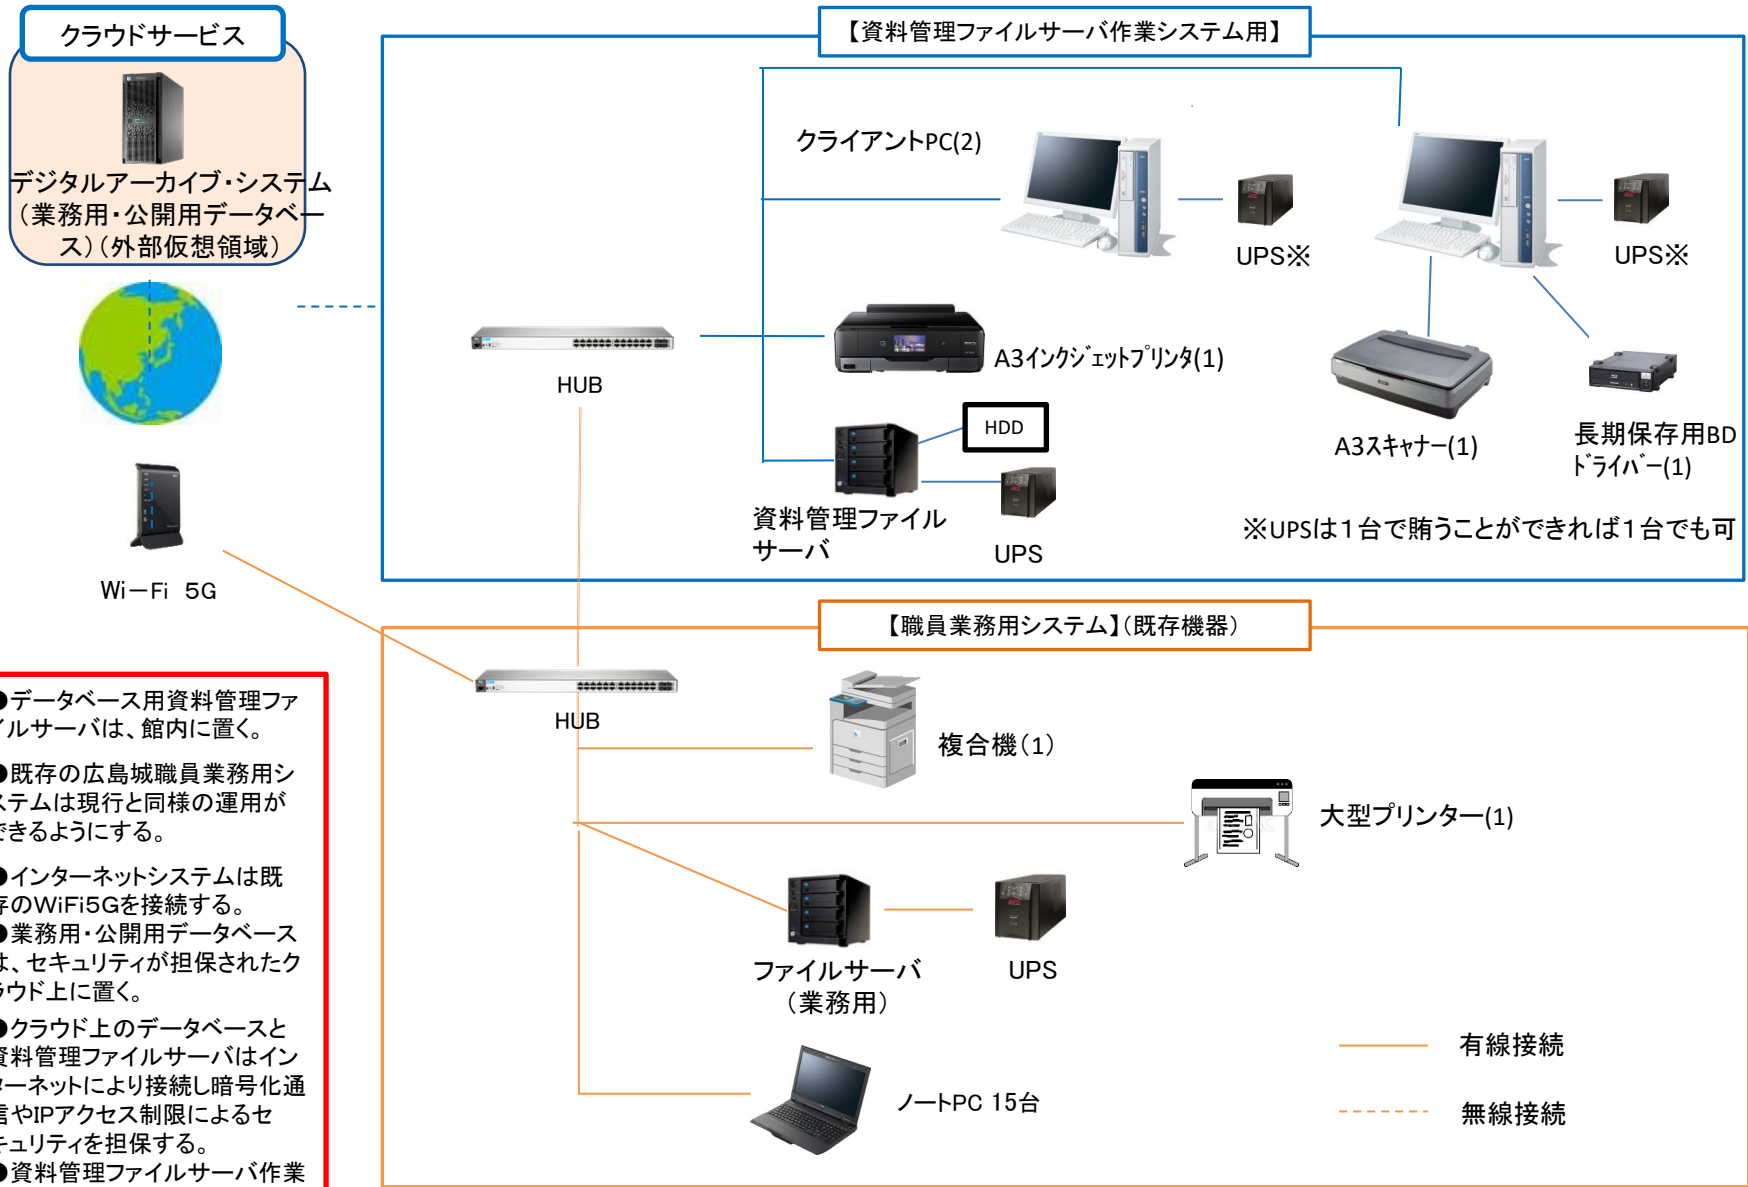 クラウドサービス
デジタルアーカイブ・システム
（業務用・公開用データベー
ス）（外部仮想領域）
Wi－Fi 5G
【資料管理ファイルサーバ作業システム用】
クライアントPC(2)
UPS※
UPS※
HUB
A3ｲﾝｸｼﾞｪｯﾄﾌﾟﾘﾝﾀ(1)
HDD
資料管理ファイル
サーバ
UPS
A3ｽｷｬﾅｰ(1)
長期保存用BD
ﾄﾞﾗｲﾊﾞｰ(1)
※UPSは１台で賄うことができれば１台でも可
【職員業務用システム】（既存機器）
HUB
複合機（1）
大型プリンター(1)
ファイルサーバ
（業務用）
UPS
ノートPC 15台
有線接続
無線接続
●データベース用資料管理ファ
イルサーバは、館内に置く。
●既存の広島城職員業務用シ
ステムは現行と同様の運用が
できるようにする。
●インターネットシステムは既
存のWiFi5Gを接続する。
●業務用・公開用データベース
は、セキュリティが担保されたク
ラウド上に置く。
●クラウド上のデータベースと
資料管理ファイルサーバはイン
ターネットにより接続し暗号化通
信やIPアクセス制限によるセ
キュリティを担保する。
●資料管理ファイルサーバ作業